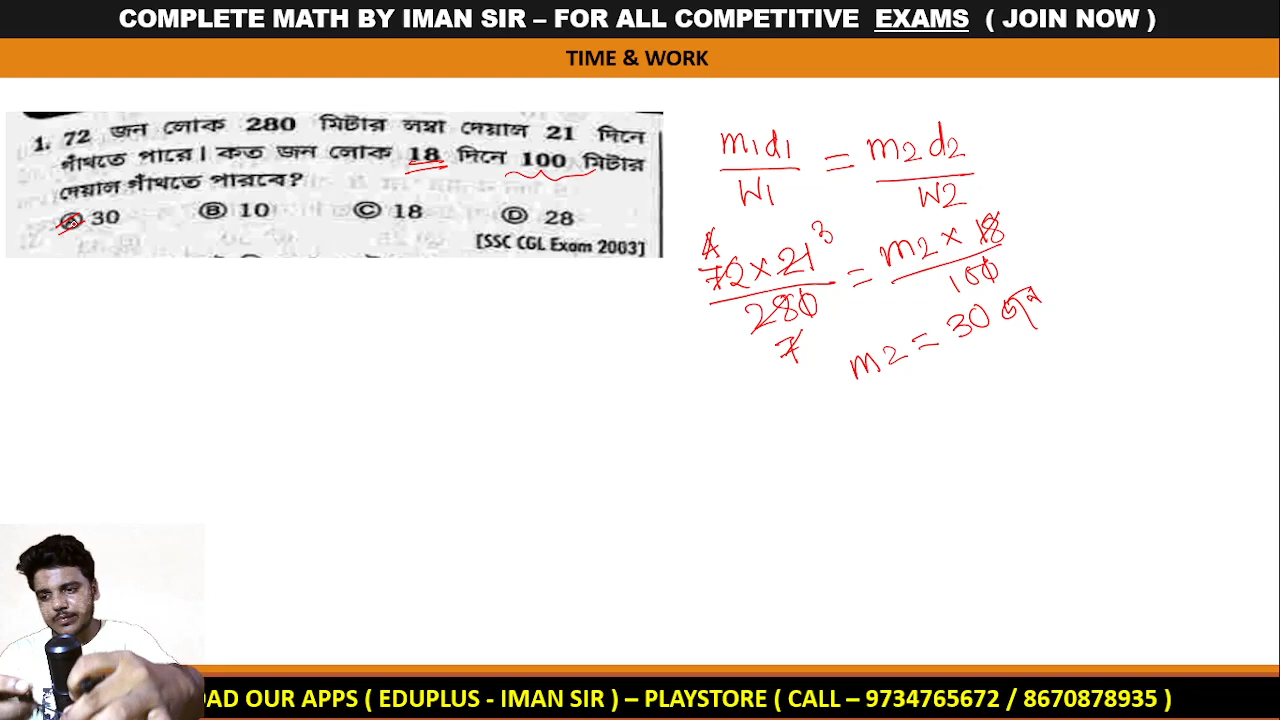 COMPLETE MATH BY IMAN SIR – FOR ALL COMPETITIVE EXAMS ( JOIN NOW )
TIME & WORK
1. 72 জন লোক 280 মিটার লম্বা দেয়াল 21 দিনে
গাঁথতে পারে। কত জন লোক 18 দিনে 100 মিটার
দেয়াল গাঁথতে পারবে?
A 30 B 10 C 18 D 28
[SSC CGL Exam 2003]
m1d1 = m2d2
W1 W2
4
72 × 21 3 = m2 × 18
280 100
7
m2 = 30 জন
AD OUR APPS ( EDUPLUS - IMAN SIR ) – PLAYSTORE ( CALL – 9734765672 / 8670878935 )